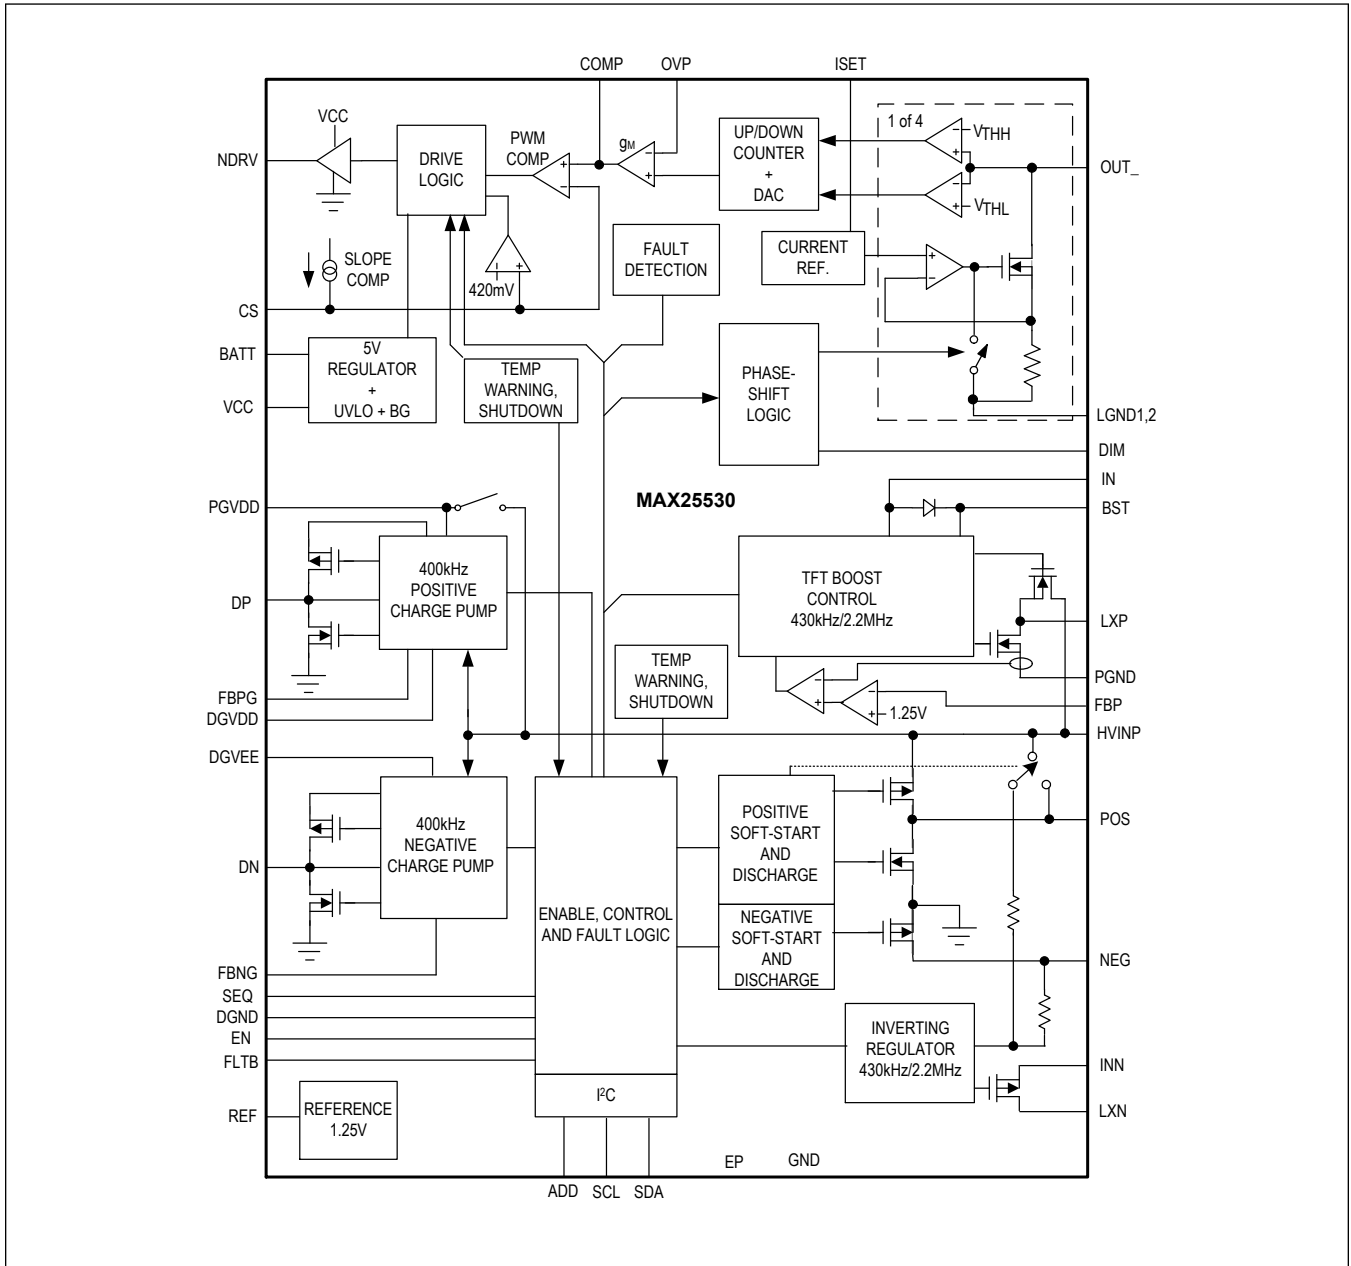 COMP OVP ISET
VCC
NDRV
DRIVE
LOGIC
PWM
COMP
gM
UP/DOWN
COUNTER
+
DAC
1 of 4
VTHH
VTHL
OUT_
SLOPE
COMP
420mV
FAULT
DETECTION
CURRENT
REF.
CS
BATT
VCC
5V
REGULATOR
+
UVLO + BG
TEMP
WARNING,
SHUTDOWN
PHASE-
SHIFT
LOGIC
LGND1,2
DIM
IN
BST
MAX25530
PGVDD
400kHz
POSITIVE
CHARGE PUMP
DP
TFT BOOST
CONTROL
430kHz/2.2MHz
LXP
PGND
FBP
1.25V
HVINP
FBPG
DGVDD
TEMP
WARNING,
SHUTDOWN
DGVEE
400kHz
NEGATIVE
CHARGE PUMP
DN
ENABLE, CONTROL
AND FAULT LOGIC
POSITIVE
SOFT-START
AND
DISCHARGE
NEGATIVE
SOFT-START
AND
DISCHARGE
POS
NEG
FBNG
SEQ
DGND
EN
FLTB
INVERTING
REGULATOR
430kHz/2.2MHz
INN
LXN
REF
REFERENCE
1.25V
I²C
EP GND
ADD SCL SDA